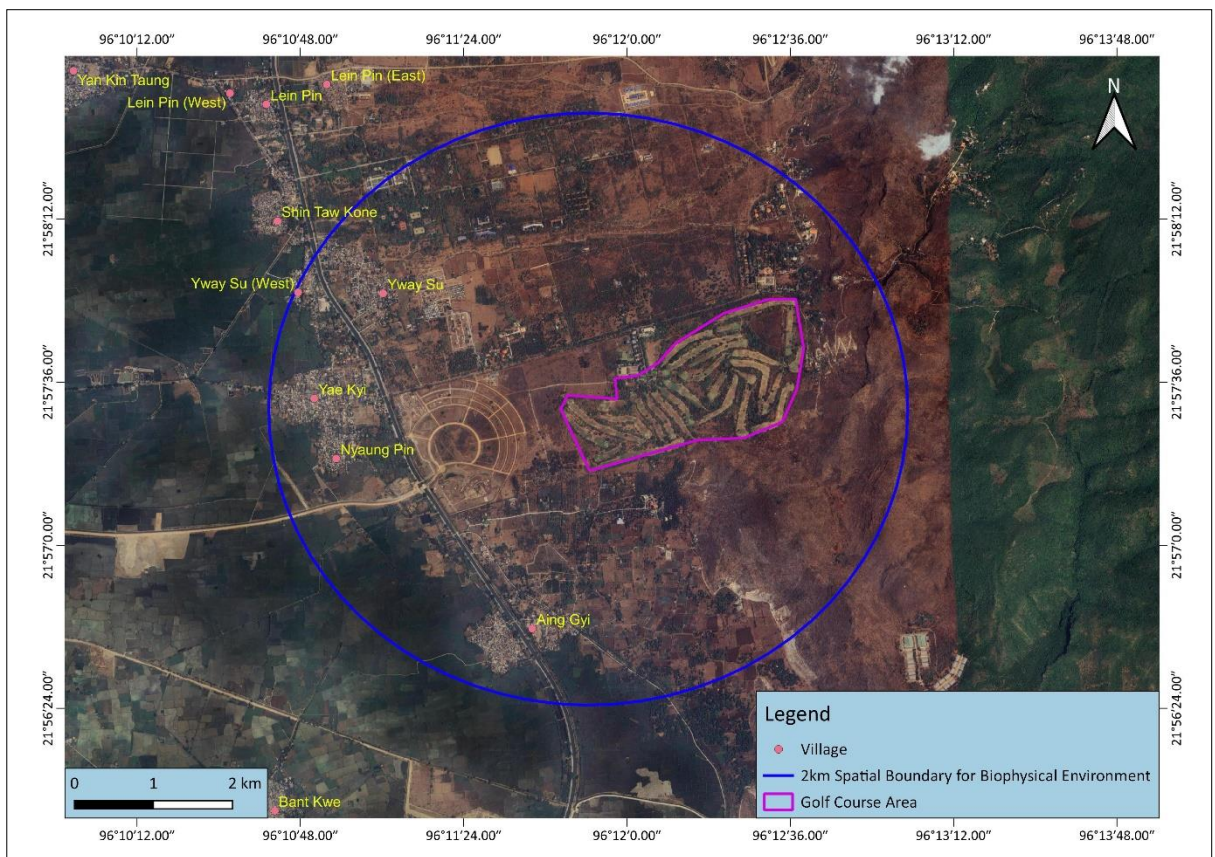 96°10′12.00″ 96°10′48.00″ 96°11′24.00″ 96°12′0.00″ 96°12′36.00″ 96°13′12.00″ 96°13′48.00″
Yan Kin Taung
Lein Pin (East)
Lein Pin (West)
Lein Pin
N
21°58′12.00″
Shin Taw Kone
21°58′12.00″
Yway Su (West)
Yway Su
21°57′36.00″
Yae Kyi
21°57′36.00″
Nyaung Pin
21°57′0.00″
21°57′0.00″
Aing Gyi
21°56′24.00″
21°56′24.00″
Legend
Village
2km Spatial Boundary for Biophysical Environment
Golf Course Area
0 1 2 km
Bant Kwe
96°10′12.00″ 96°10′48.00″ 96°11′24.00″ 96°12′0.00″ 96°12′36.00″ 96°13′12.00″ 96°13′48.00″